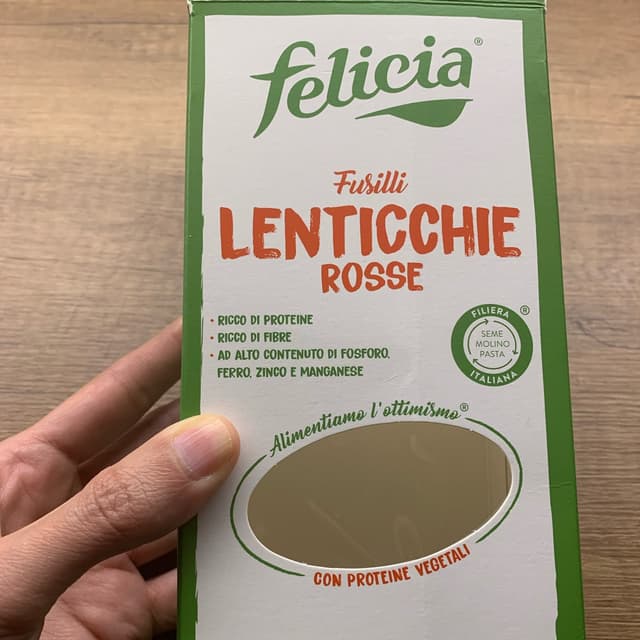 felicia®
Fusilli
LENTICCHIE
ROSSE
• RICCO DI PROTEINE
• RICCO DI FIBRE
• AD ALTO CONTENUTO DI FOSFORO,
FERRO, ZINCO E MANGANESE
FILIERA ®
SEME
MOLINO
PASTA
ITALIANA
Alimentiamo l'ottimismo®
CON PROTEINE VEGETALI